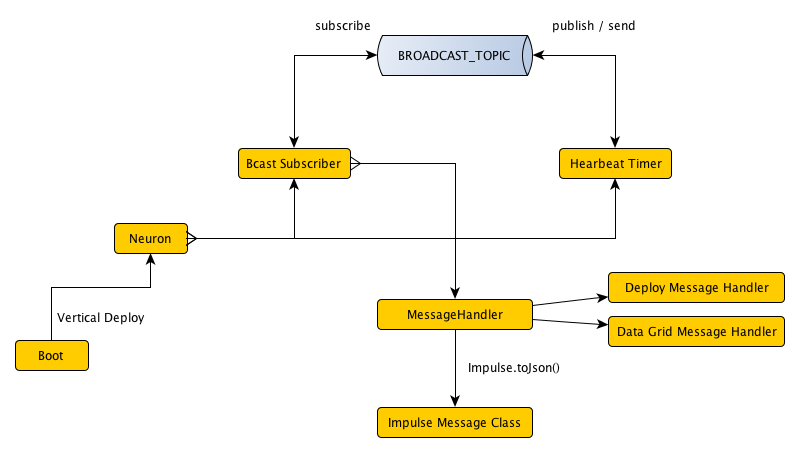 subscribe
publish / send
BROADCAST_TOPIC
Bcast Subscriber
Hearbeat Timer
Neuron
Deploy Message Handler
Vertical Deploy
MessageHandler
Data Grid Message Handler
Boot
Impulse.toJson()
Impulse Message Class